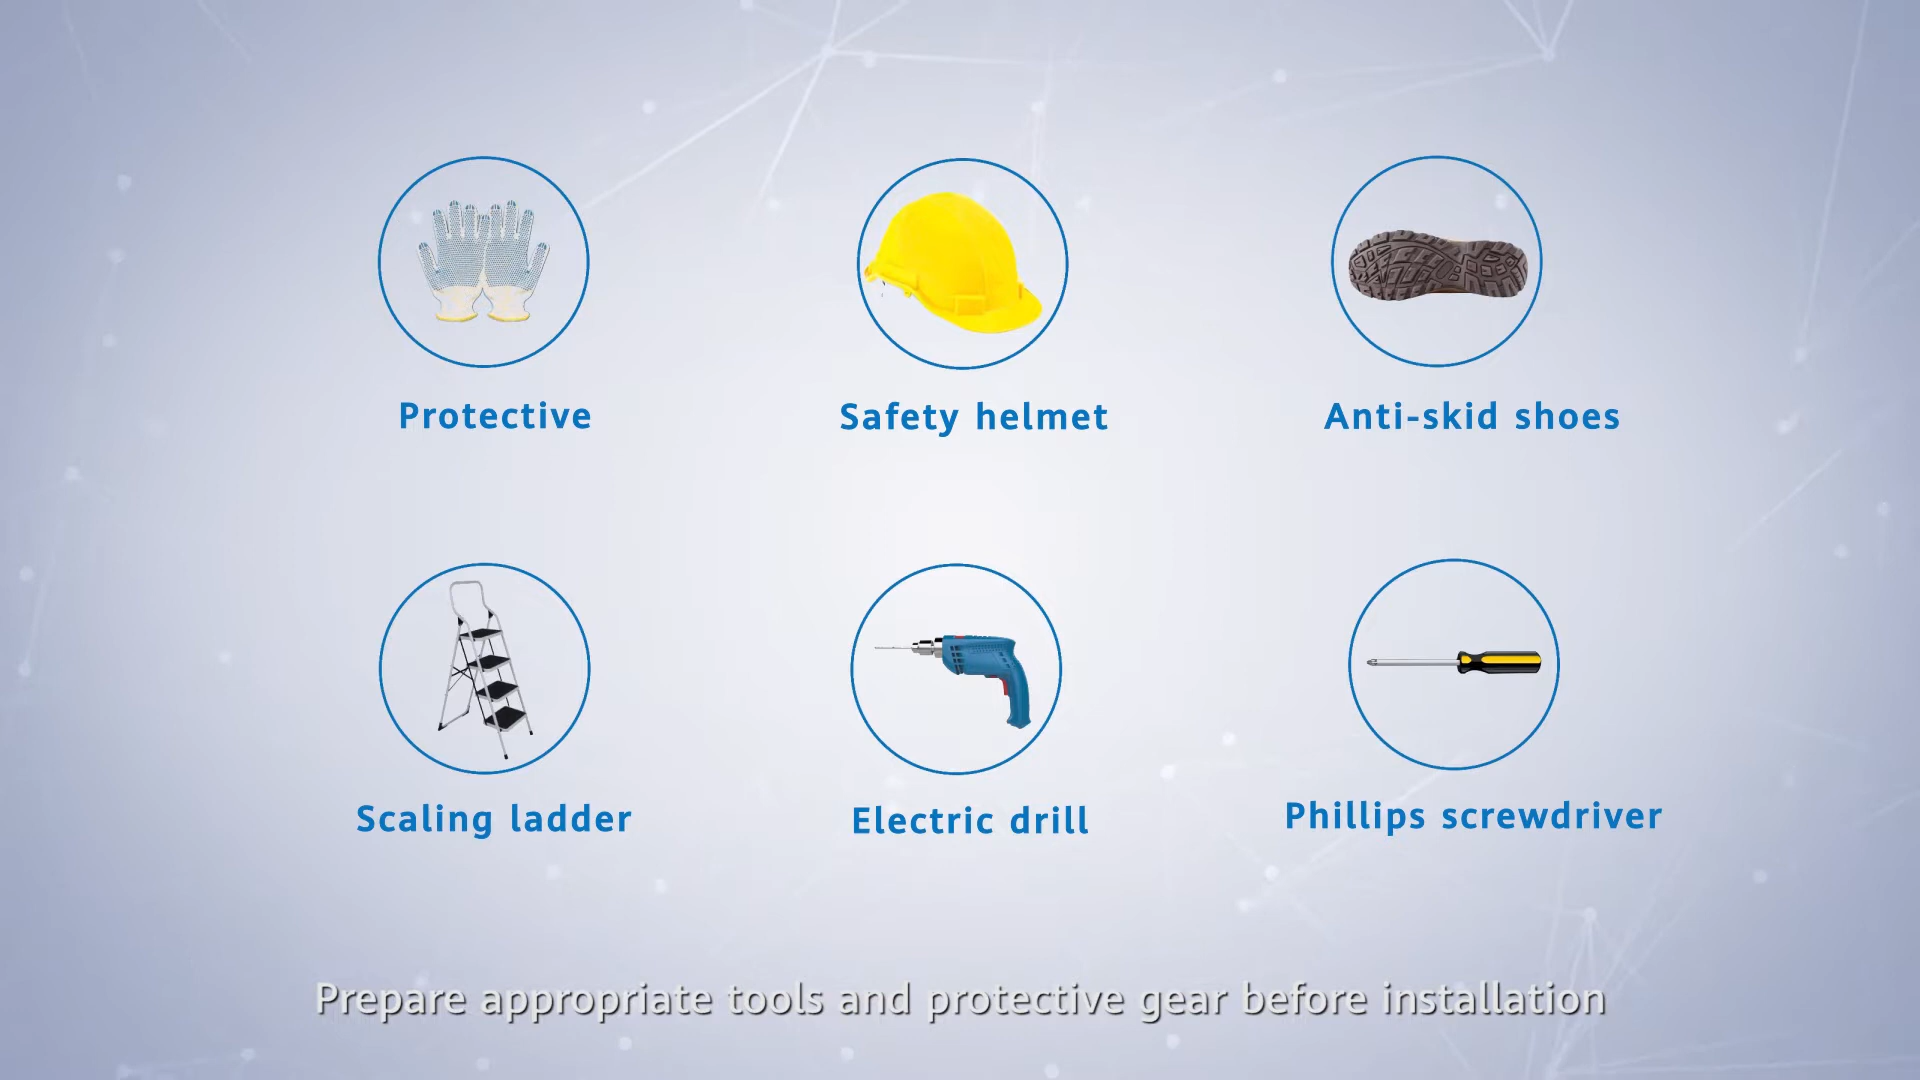 Protective
Safety helmet
Anti-skid shoes
Scaling ladder
Electric drill
Phillips screwdriver
Prepare appropriate tools and protective gear before installation